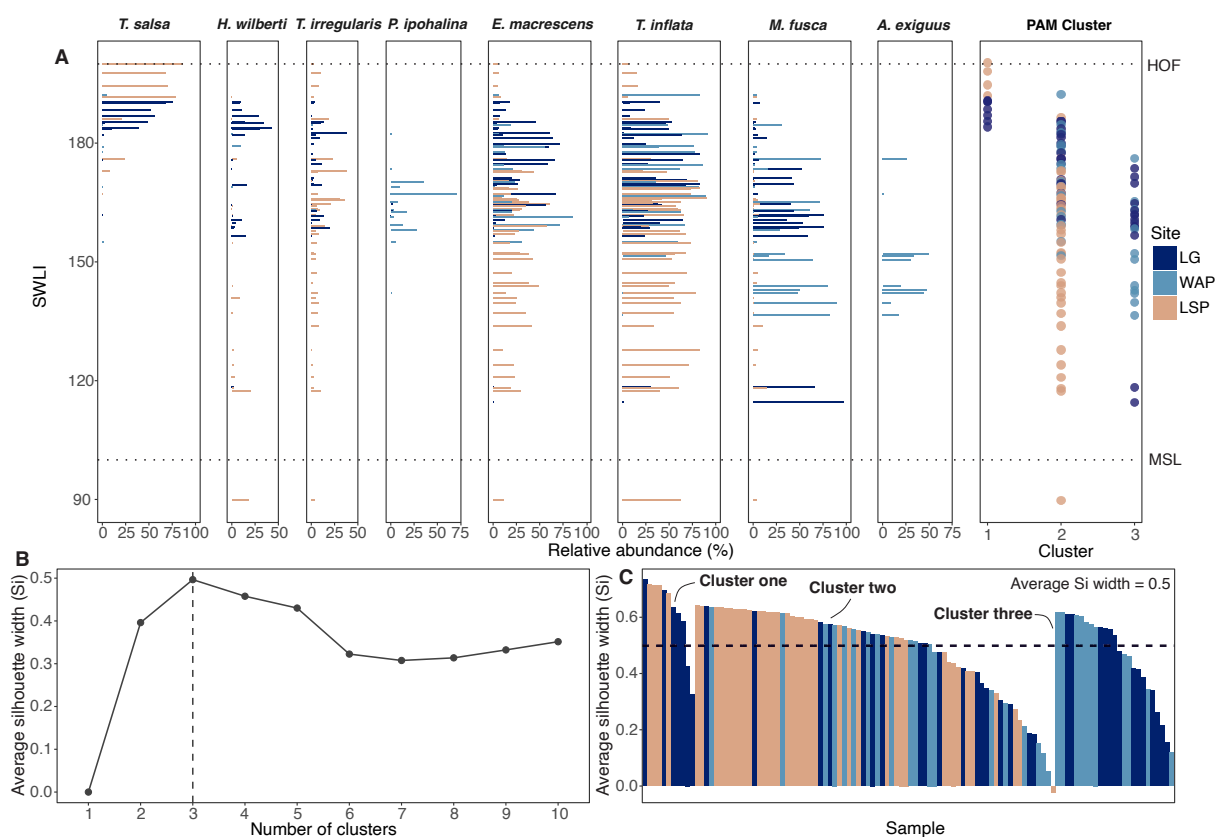 T. salsa H. wilberti T. irregularis P. ipohalina E. macrescens T. inflata M. fusca A. exiguus PAM Cluster
A
HOF
180
150
120
MSL
90
SWLI
Site
LG
WAP
LSP
0 25 50 75 100 0 25 50 75 0 25 50 75 0 25 50 75 0 25 50 75 100 0 25 50 75 100 0 25 50 75 100 0 25 50 75 1 2 3
Relative abundance (%)
Cluster
B
Average silhouette width (Si)
0.5
0.4
0.3
0.2
0.1
0.0
1 2 3 4 5 6 7 8 9 10
Number of clusters
C
Average silhouette width (Si)
0.6
0.4
0.2
0.0
Cluster one
Cluster two
Cluster three
Average Si width = 0.5
Sample